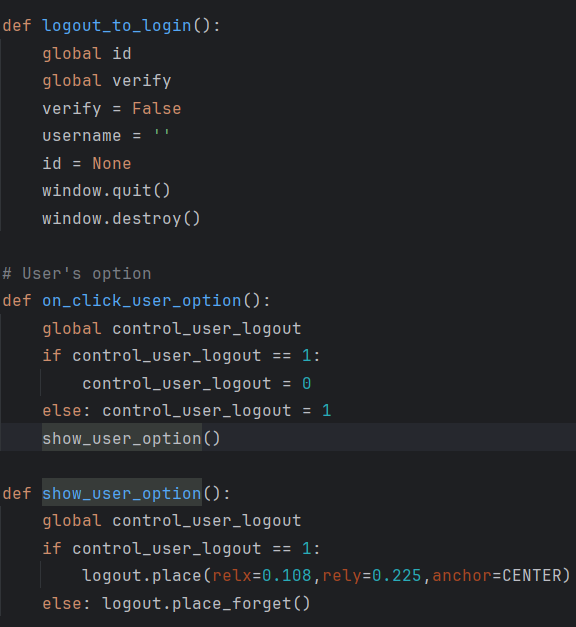 def logout_to_login():
    global id
    global verify
    verify = False
    username = ''
    id = None
    window.quit()
    window.destroy()

# User's option
def on_click_user_option():
    global control_user_logout
    if control_user_logout == 1:
        control_user_logout = 0
    else: control_user_logout = 1
    show_user_option()

def show_user_option():
    global control_user_logout
    if control_user_logout == 1:
        logout.place(relx=0.108,rely=0.225,anchor=CENTER)
    else: logout.place_forget()